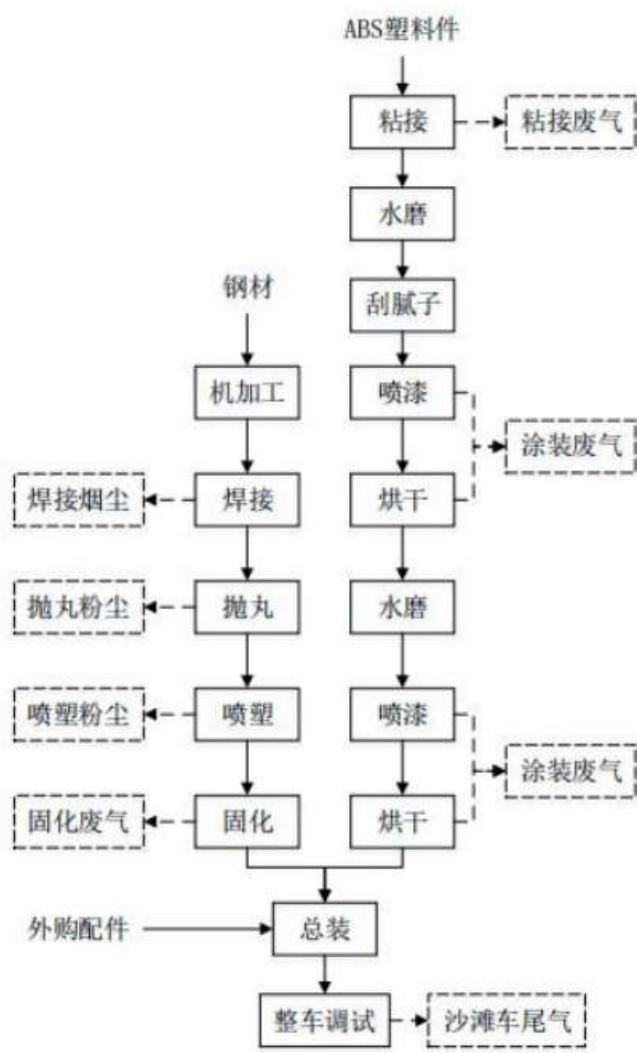 ABS塑料件
粘接
粘接废气
水磨
钢材
刮腻子
机加工
喷漆
涂装废气
焊接烟尘
焊接
烘干
抛丸粉尘
抛丸
水磨
喷塑粉尘
喷塑
喷漆
涂装废气
固化废气
固化
烘干
外购配件
总装
整车调试
沙滩车尾气